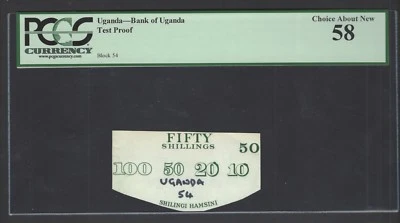 PCGS
CURRENCY
www.pcgscurrency.com
Uganda—Bank of Uganda
Test Proof
Block 54
Choice About New
58
FIFTY
SHILLINGS
50
100 50 20 10
UGANDA
54
SHILINGI HAMSINI